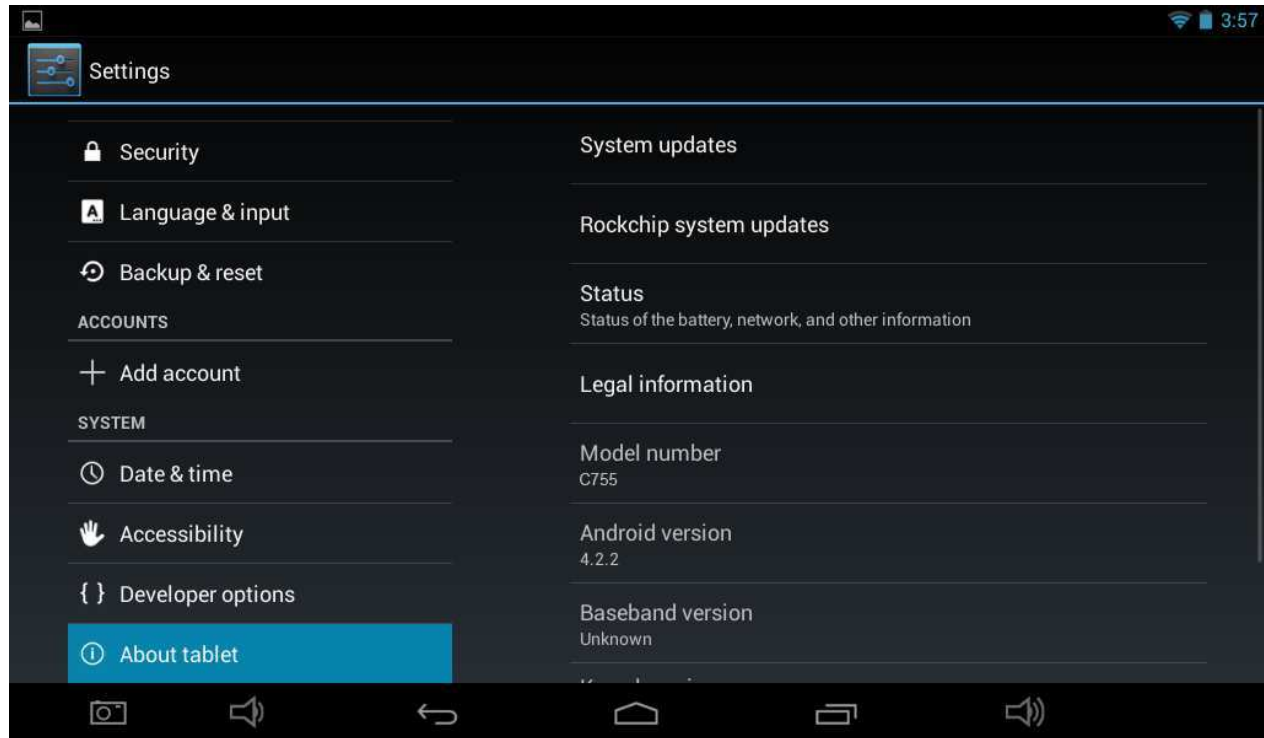 3:57
Settings
Security
Language & input
Backup & reset
ACCOUNTS
Add account
SYSTEM
Date & time
Accessibility
{ } Developer options
About tablet
System updates
Rockchip system updates
Status
Status of the battery, network, and other information
Legal information
Model number
C755
Android version
4.2.2
Baseband version
Unknown